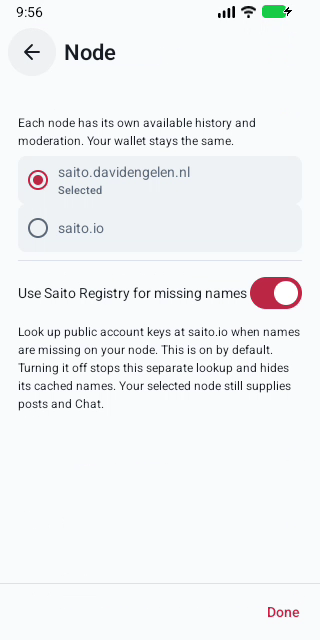 9:56
Node
Each node has its own available history and
moderation. Your wallet stays the same.
saito.davidengelen.nl
Selected
saito.io
Use Saito Registry for missing names
Look up public account keys at saito.io when names
are missing on your node. This is on by default.
Turning it off stops this separate lookup and hides
its cached names. Your selected node still supplies
posts and Chat.
Done